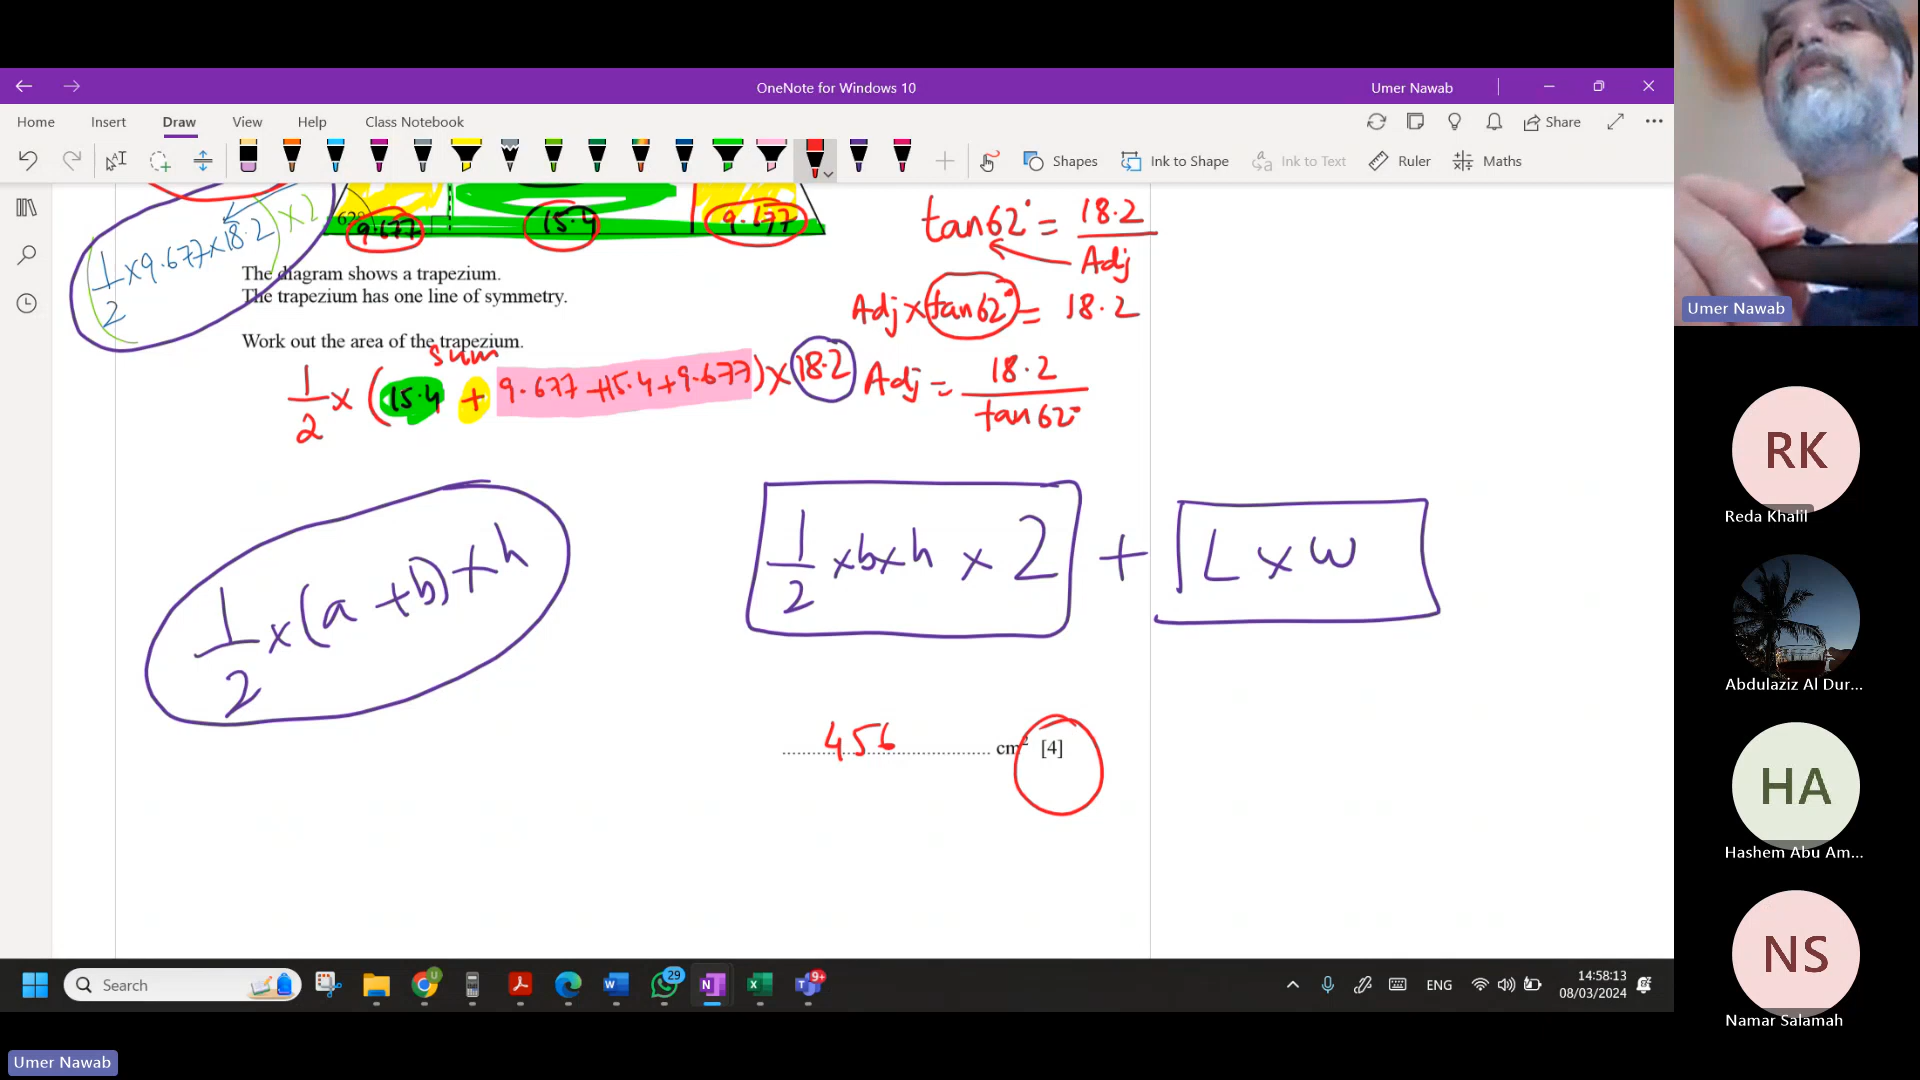 OneNote for Windows 10
Umer Nawab
Home Insert Draw View Help Class Notebook
Share
Shapes Ink to Shape Ink to Text Ruler Maths
1/2 × 9.677 × 18.2 ) × 2
62°
9.677 15.4 9.677
The diagram shows a trapezium.
The trapezium has one line of symmetry.
Work out the area of the trapezium.
sum
1/2 × (15.4 + 9.677 + 15.4 + 9.677) × 18.2
tan 62° = 18.2 / Adj
Adj × tan 62° = 18.2
Adj = 18.2 / tan 62°
1/2 × (a + b) × h
1/2 × b × h × 2 + L × w
456 cm² [4]
Umer Nawab
RK
Reda Khalil
Abdulaziz Al Dur...
HA
Hashem Abu Am...
NS
Namar Salamah
Search
U
29
9+
ENG
14:58:13
08/03/2024
Umer Nawab